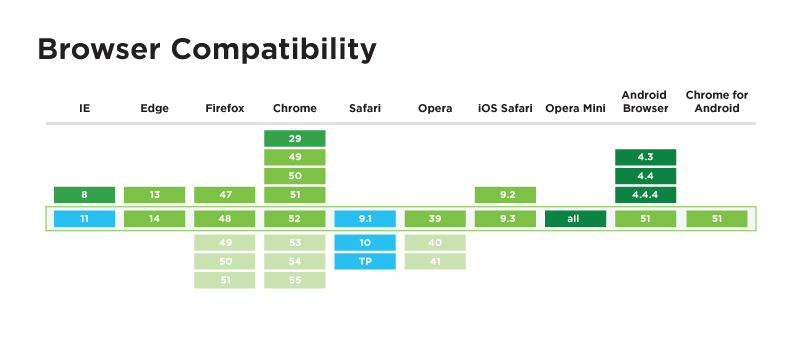 Browser Compatibility
IE Edge Firefox Chrome Safari Opera iOS Safari Opera Mini Android Browser Chrome for Android
29
49 4.3
50 4.4
8 13 47 51 9.2 4.4.4
11 14 48 52 9.1 39 9.3 all 51 51
49 53 10 40
50 54 TP 41
51 55